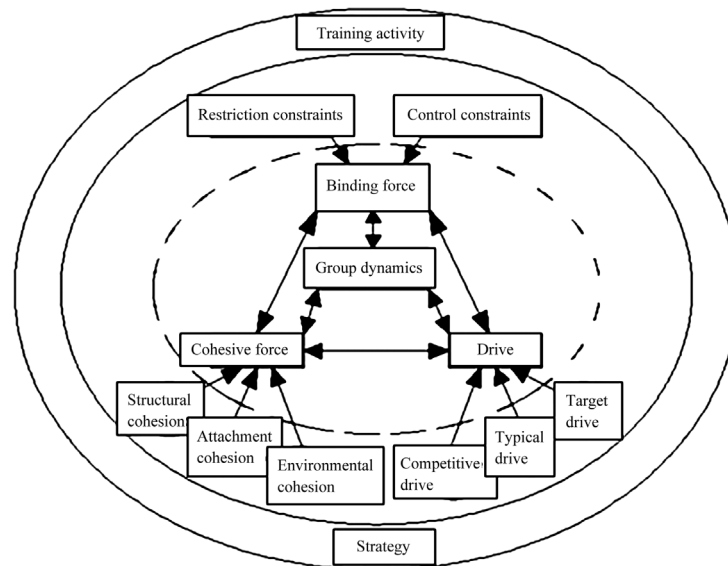 Training activity
Restriction constraints
Control constraints
Binding force
Group dynamics
Cohesive force
Drive
Structural
cohesion
Attachment
cohesion
Environmental
cohesion
Competitive
drive
Typical
drive
Target
drive
Strategy